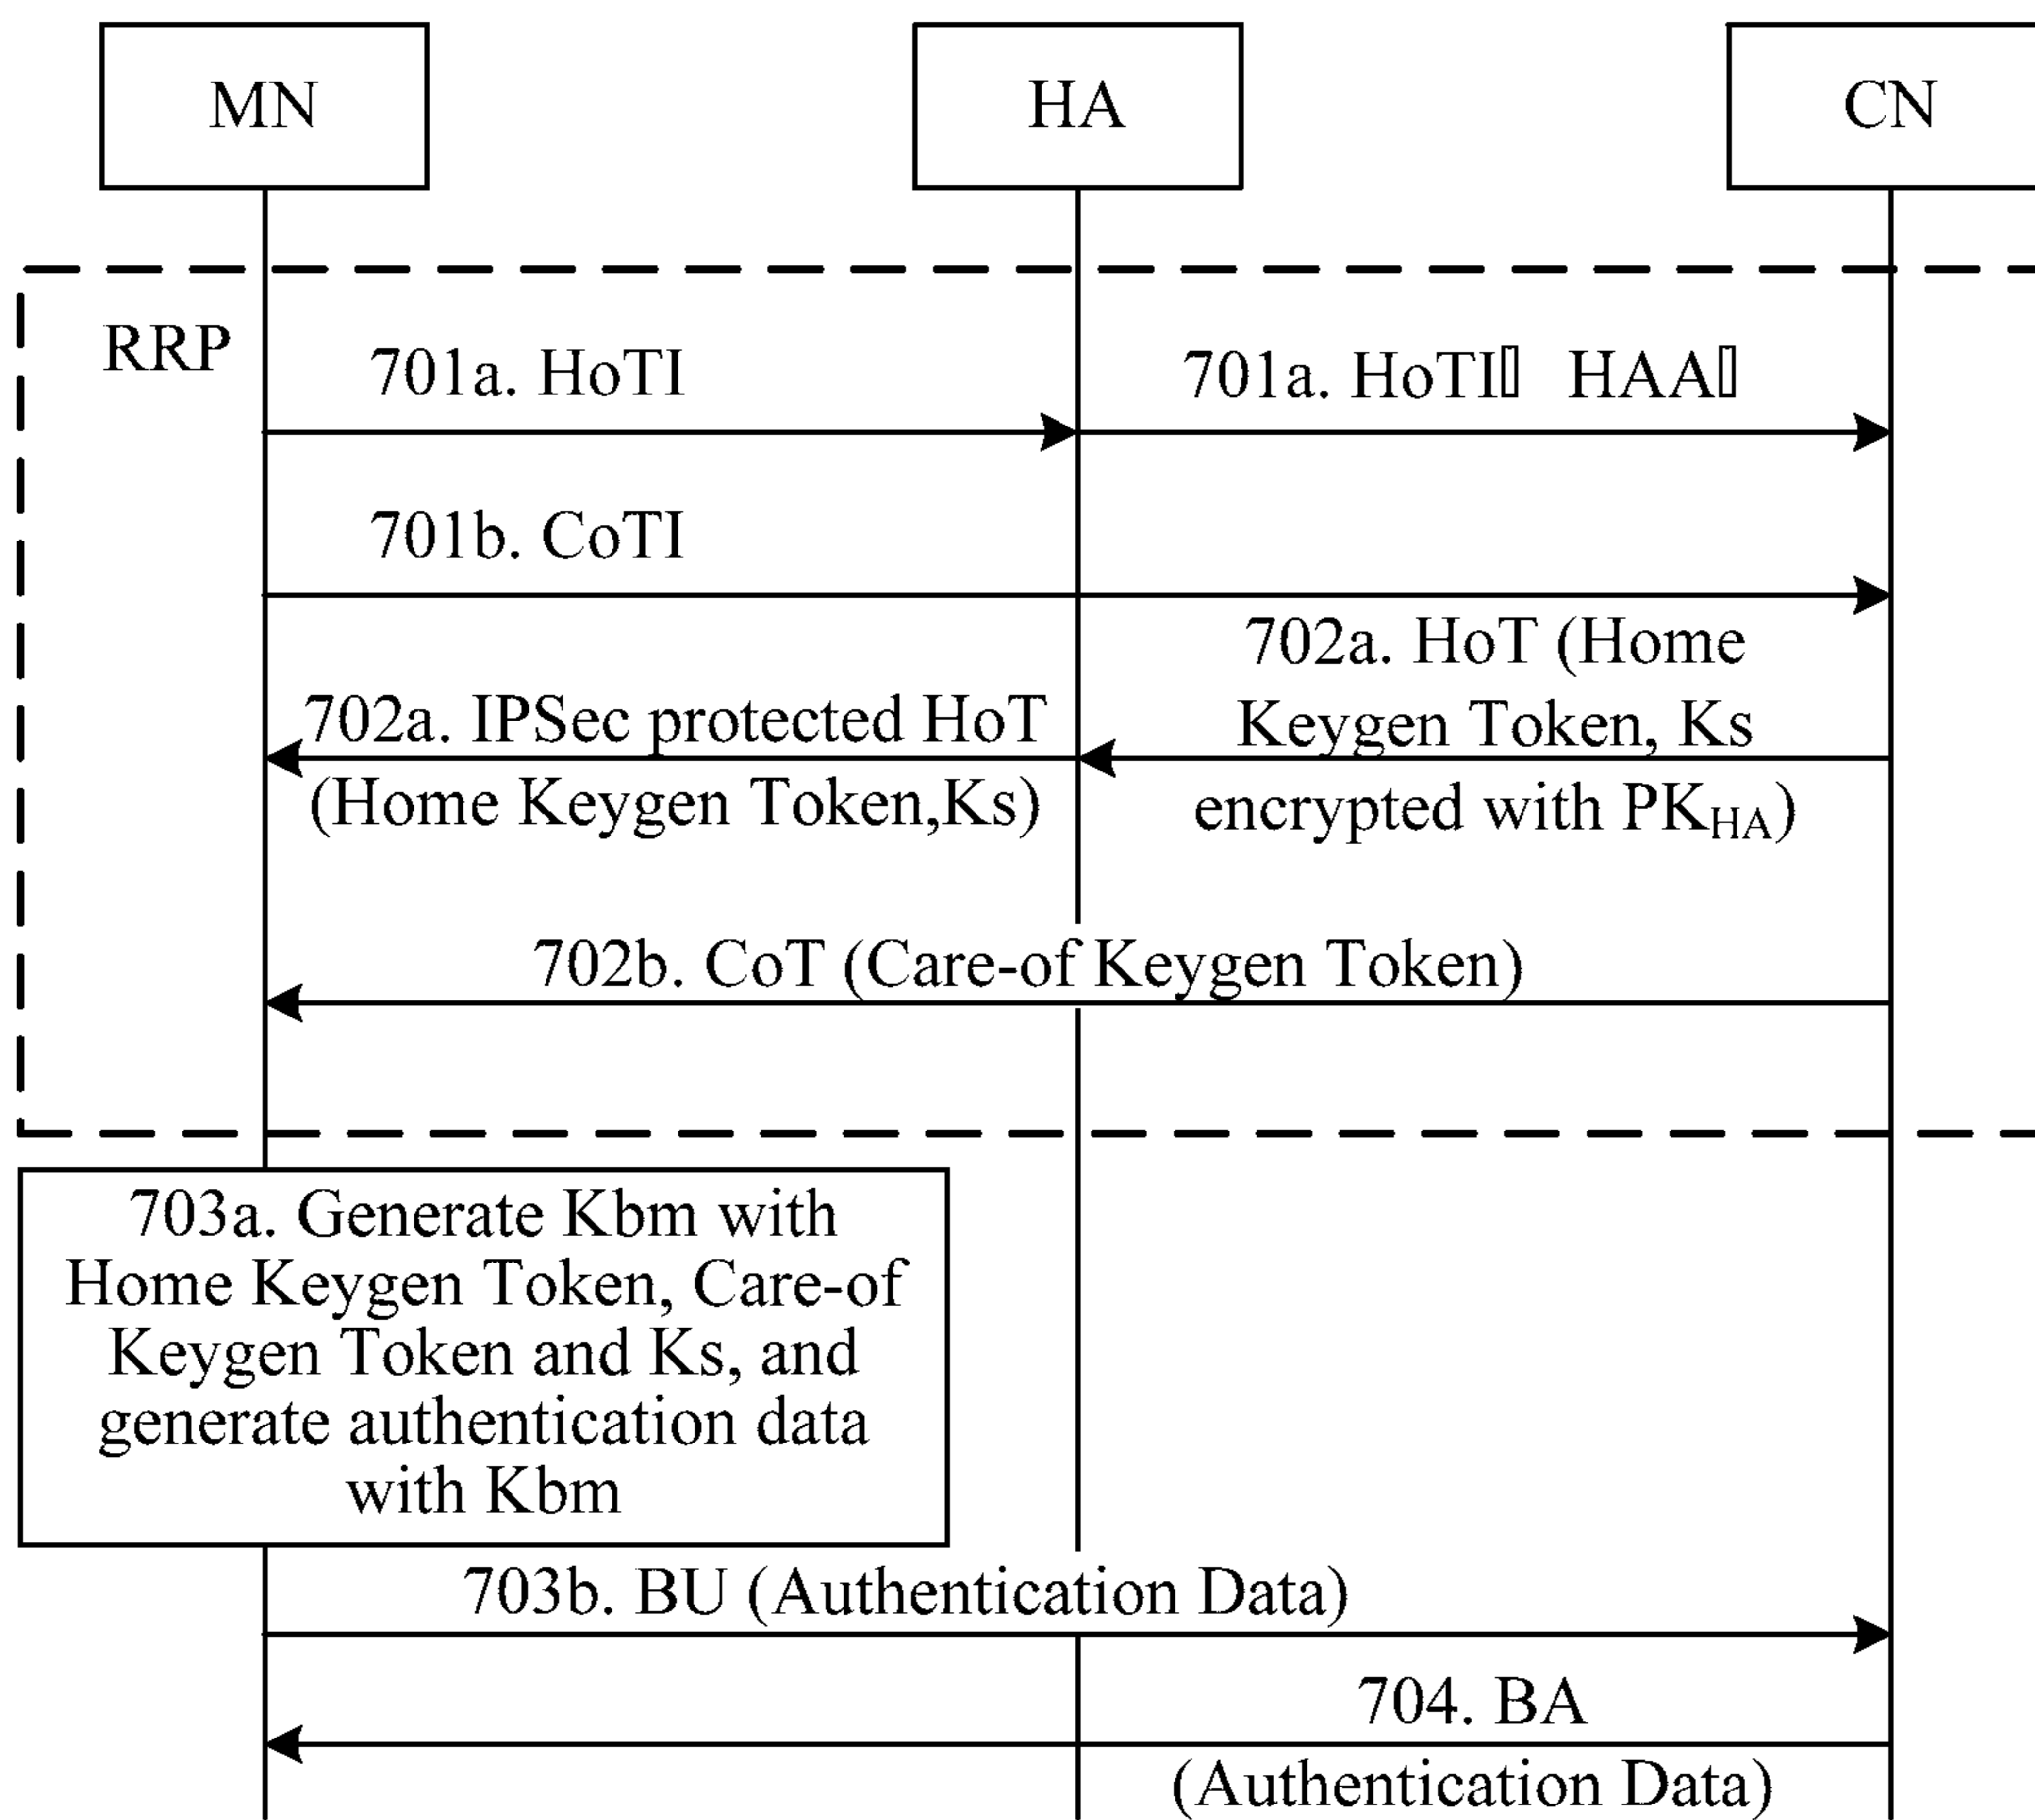 MN
HA
CN
RRP
701a. HoTI
701a. HoTI▯ HAA▯
701b. CoTI
702a. HoT (Home
Keygen Token, Ks
encrypted with PKHA)
702a. IPSec protected HoT
(Home Keygen Token,Ks)
702b. CoT (Care-of Keygen Token)
703a. Generate Kbm with
Home Keygen Token, Care-of
Keygen Token and Ks, and
generate authentication data
with Kbm
703b. BU (Authentication Data)
704. BA
(Authentication Data)